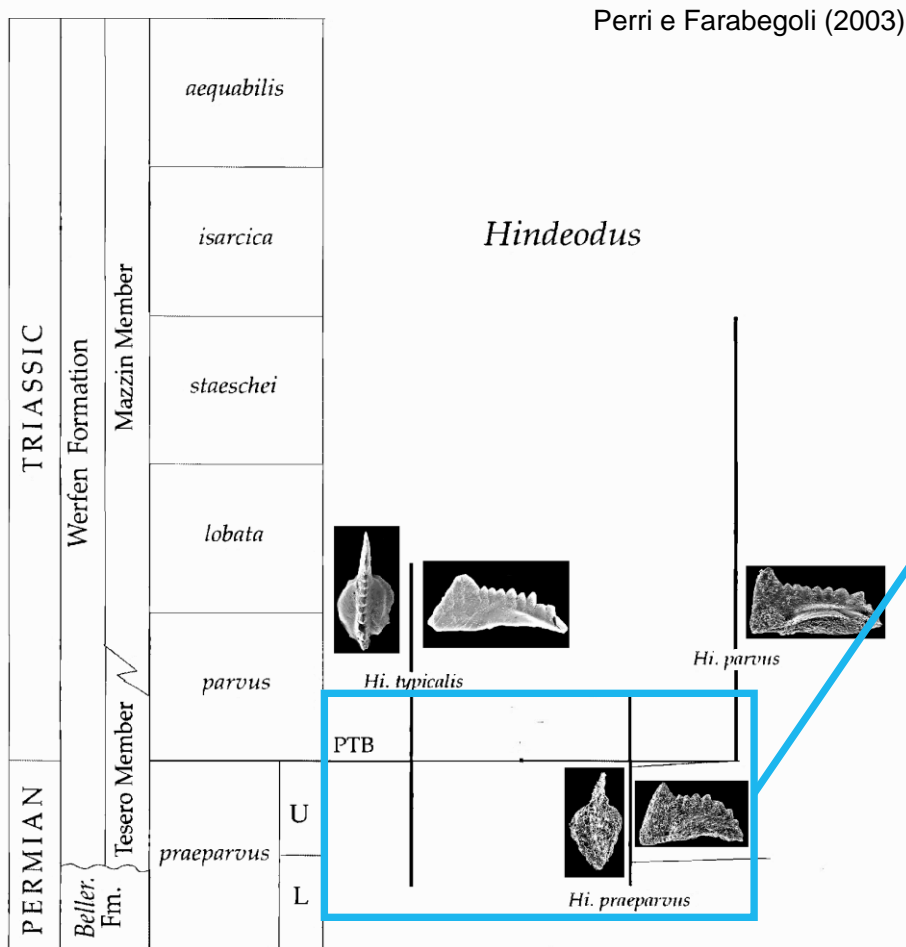 Perri e Farabegoli (2003)
TRIASSIC
PERMIAN
Werfen Formation
Beller.
Fm.
Mazzin Member
Tesero Member
aequabilis
isarcica
staeschei
lobata
parvus
praeparvus
U
L
Hindeodus
Hi. typicalis
Hi. parvus
PTB
Hi. praeparvus